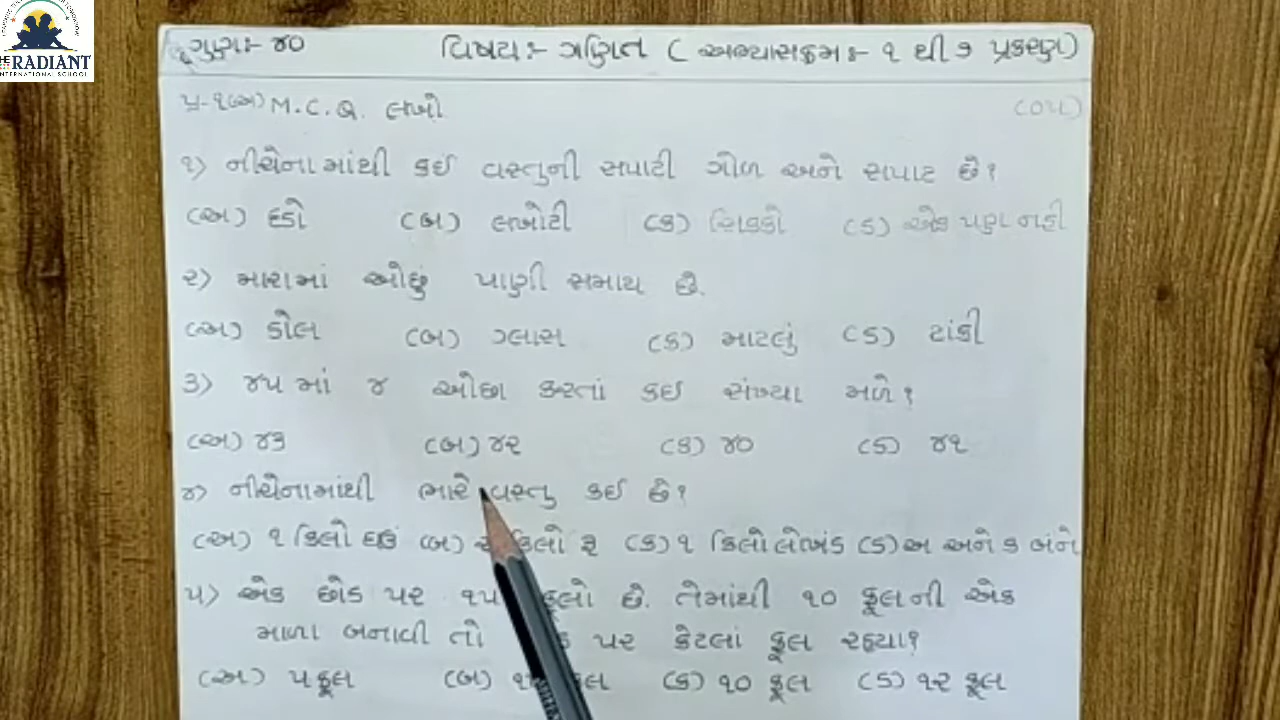 THE RADIANT
INTERNATIONAL SCHOOL
કુલ ગુણઃ- ૪૦ વિષયઃ- ગણિત ( અભ્યાસક્રમઃ- ૧ થી ૭ પ્રકરણ)
પ્ર-૧(અ) M.C.Q. લખો (૦૫)
૧) નીચેનામાંથી કઈ વસ્તુની સપાટી ગોળ અને સપાટ છે?
(અ) દડો (બ) લખોટી (ક) સિક્કો (ડ) એક પણ નહી
૨) મારામાં ઓછું પાણી સમાય છે.
(અ) ડોલ (બ) ગ્લાસ (ક) માટલું (ડ) ટાંકી
૩) ૪૫ માં ૪ ઓછા કરતાં કઈ સંખ્યા મળે?
(અ) ૪૩ (બ) ૪૨ (ક) ૪૦ (ડ) ૪૧
૪) નીચેનામાંથી ભારે વસ્તુ કઈ છે?
(અ) ૧ કિલો ઘઉં (બ) કિલો રૂ (ક) ૧ કિલો લોખંડ (ડ) અ અને ક બંને
૫) એક છોડ પર ૧૫ ફૂલો છે. તેમાંથી ૧૦ ફૂલની એક
માળા બનાવી તો પર કેટલાં ફૂલ રહ્યા?
(અ) ૫ ફૂલ (બ) ફૂલ (ક) ૧૦ ફૂલ (ડ) ૧૨ ફૂલ